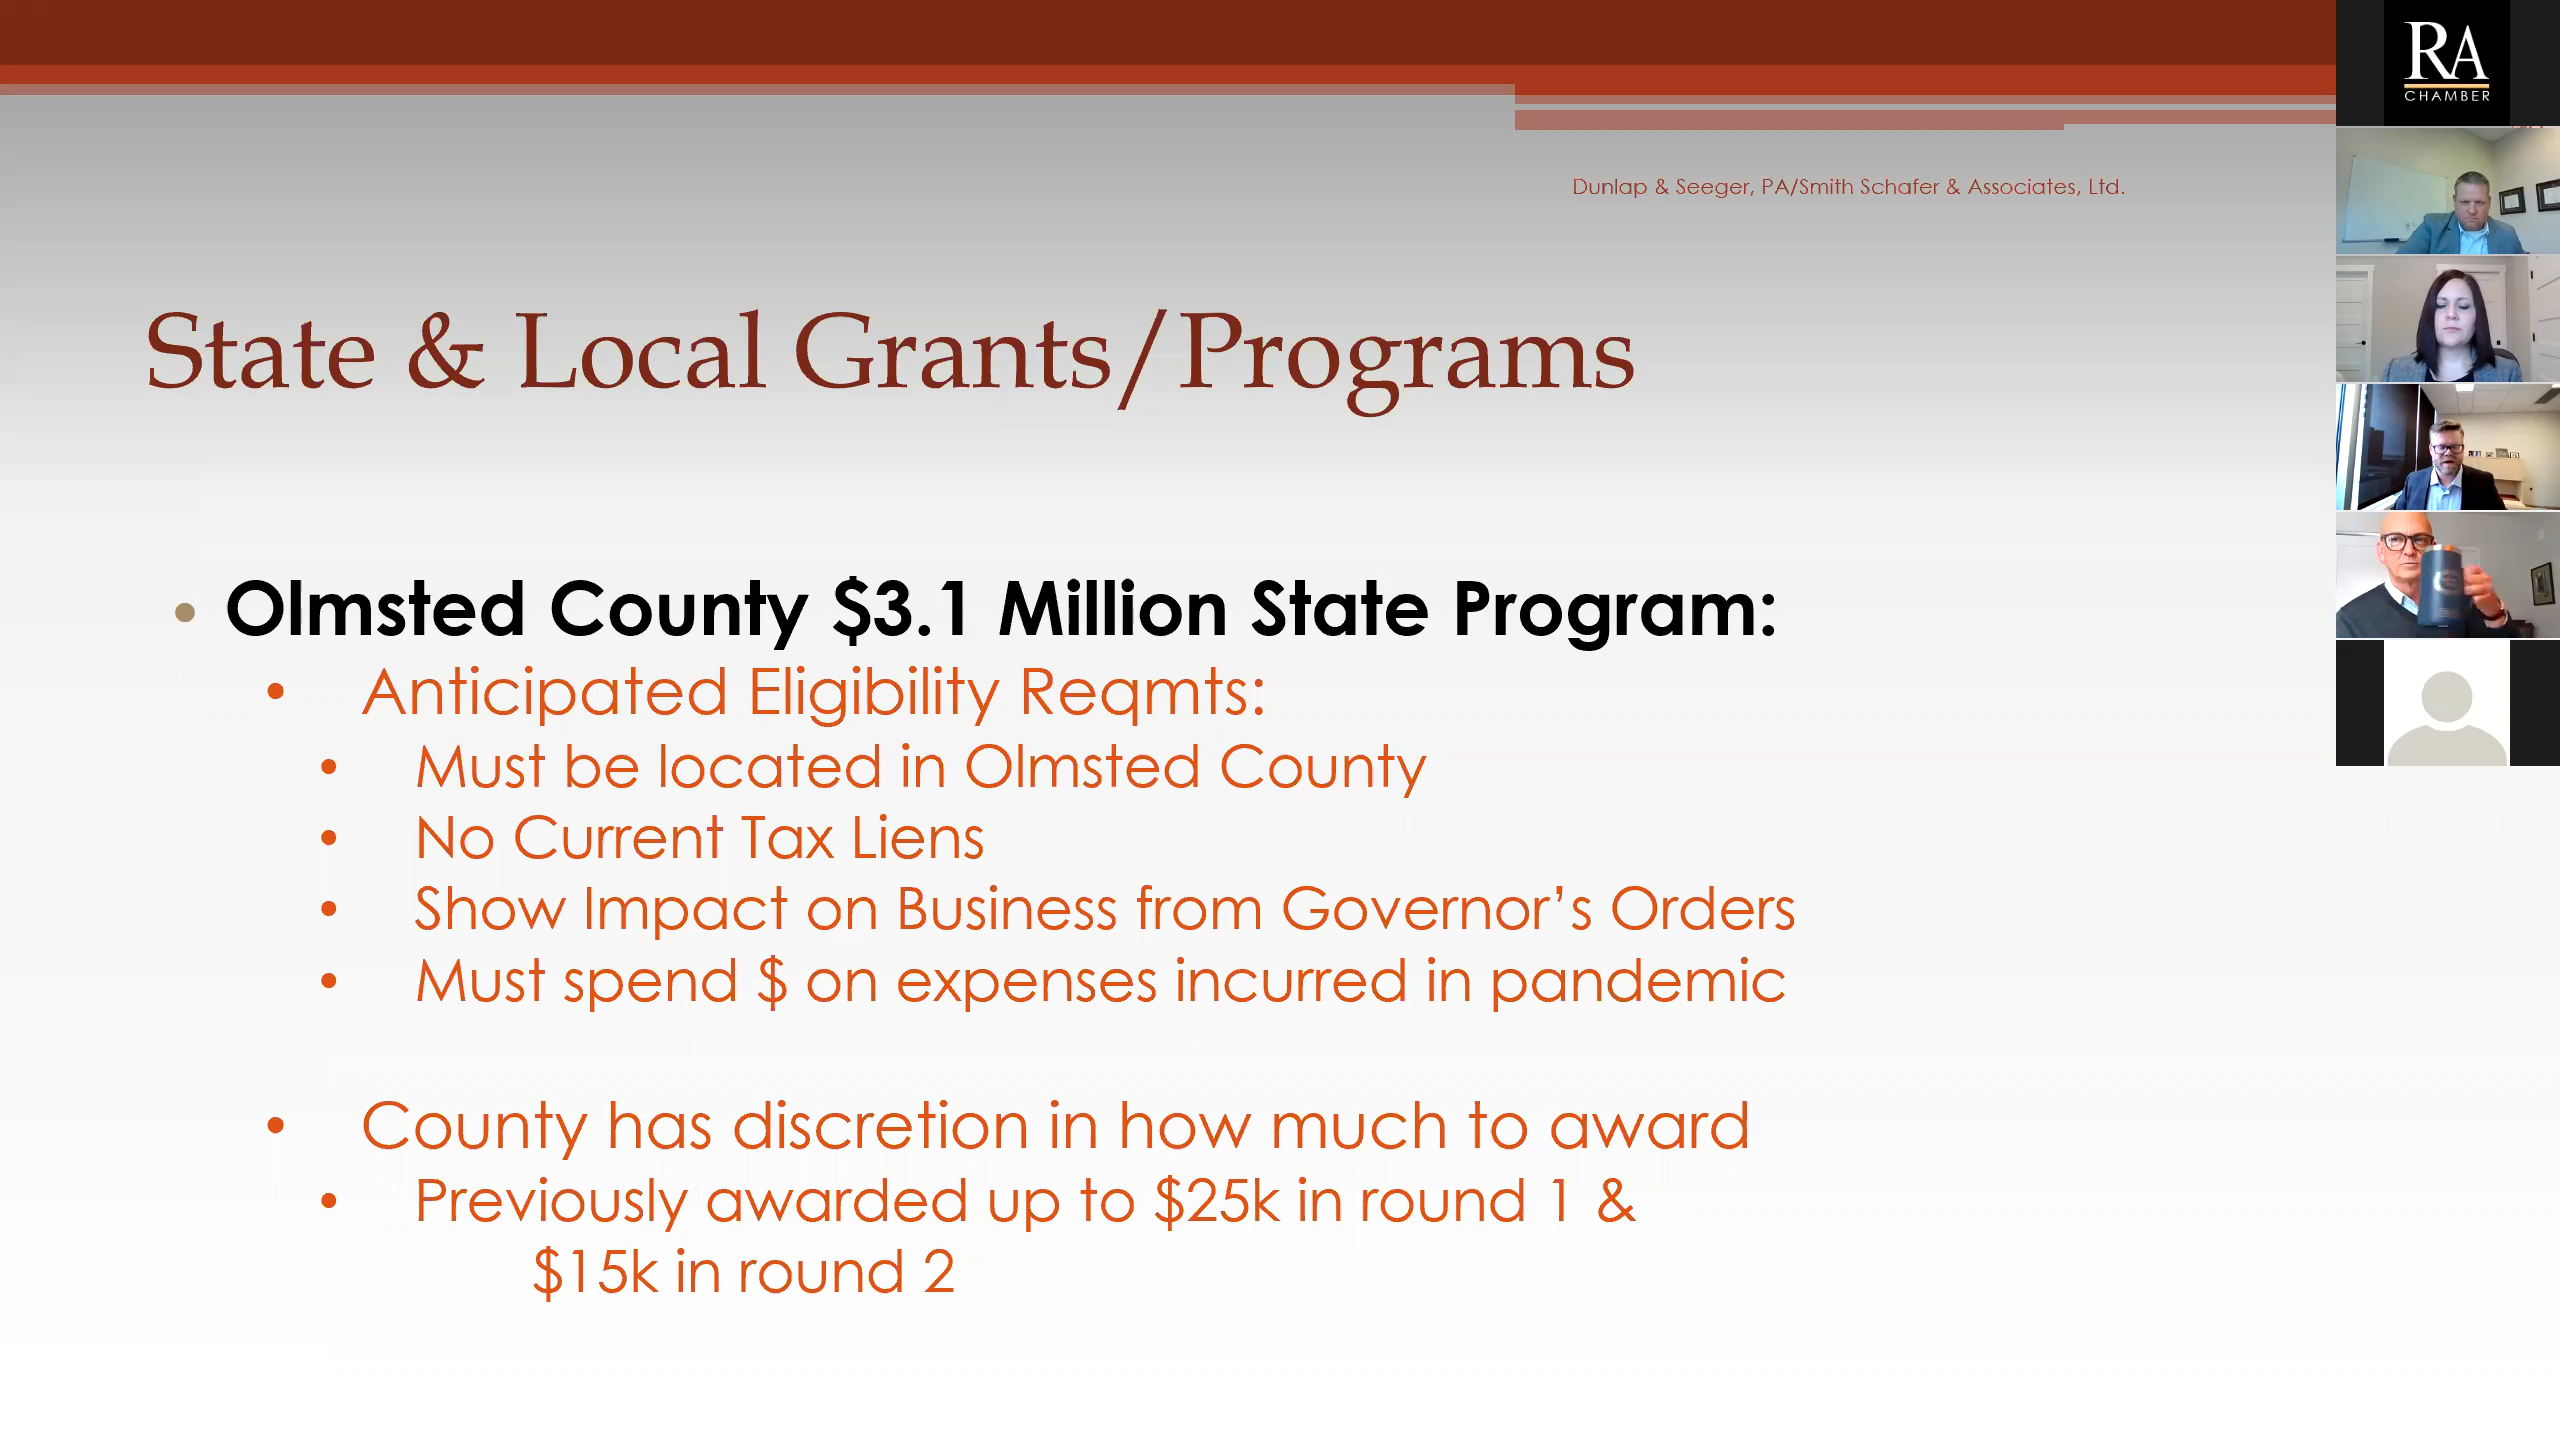 RA
CHAMBER
Dunlap & Seeger, PA/Smith Schafer & Associates, Ltd.
State & Local Grants/Programs
• Olmsted County $3.1 Million State Program:
• Anticipated Eligibility Reqmts:
• Must be located in Olmsted County
• No Current Tax Liens
• Show Impact on Business from Governor’s Orders
• Must spend $ on expenses incurred in pandemic
• County has discretion in how much to award
• Previously awarded up to $25k in round 1 &
$15k in round 2